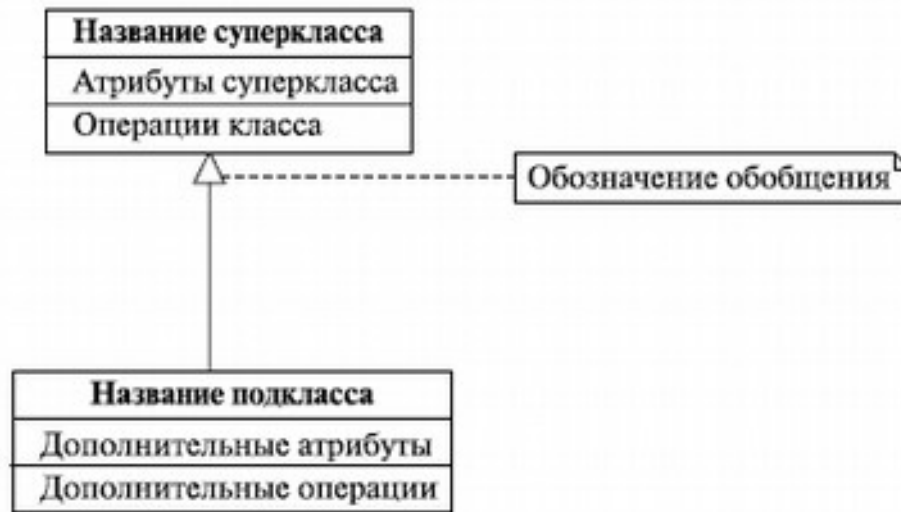 Название суперкласса
Атрибуты суперкласса
Операции класса
Обозначение обобщения
Название подкласса
Дополнительные атрибуты
Дополнительные операции